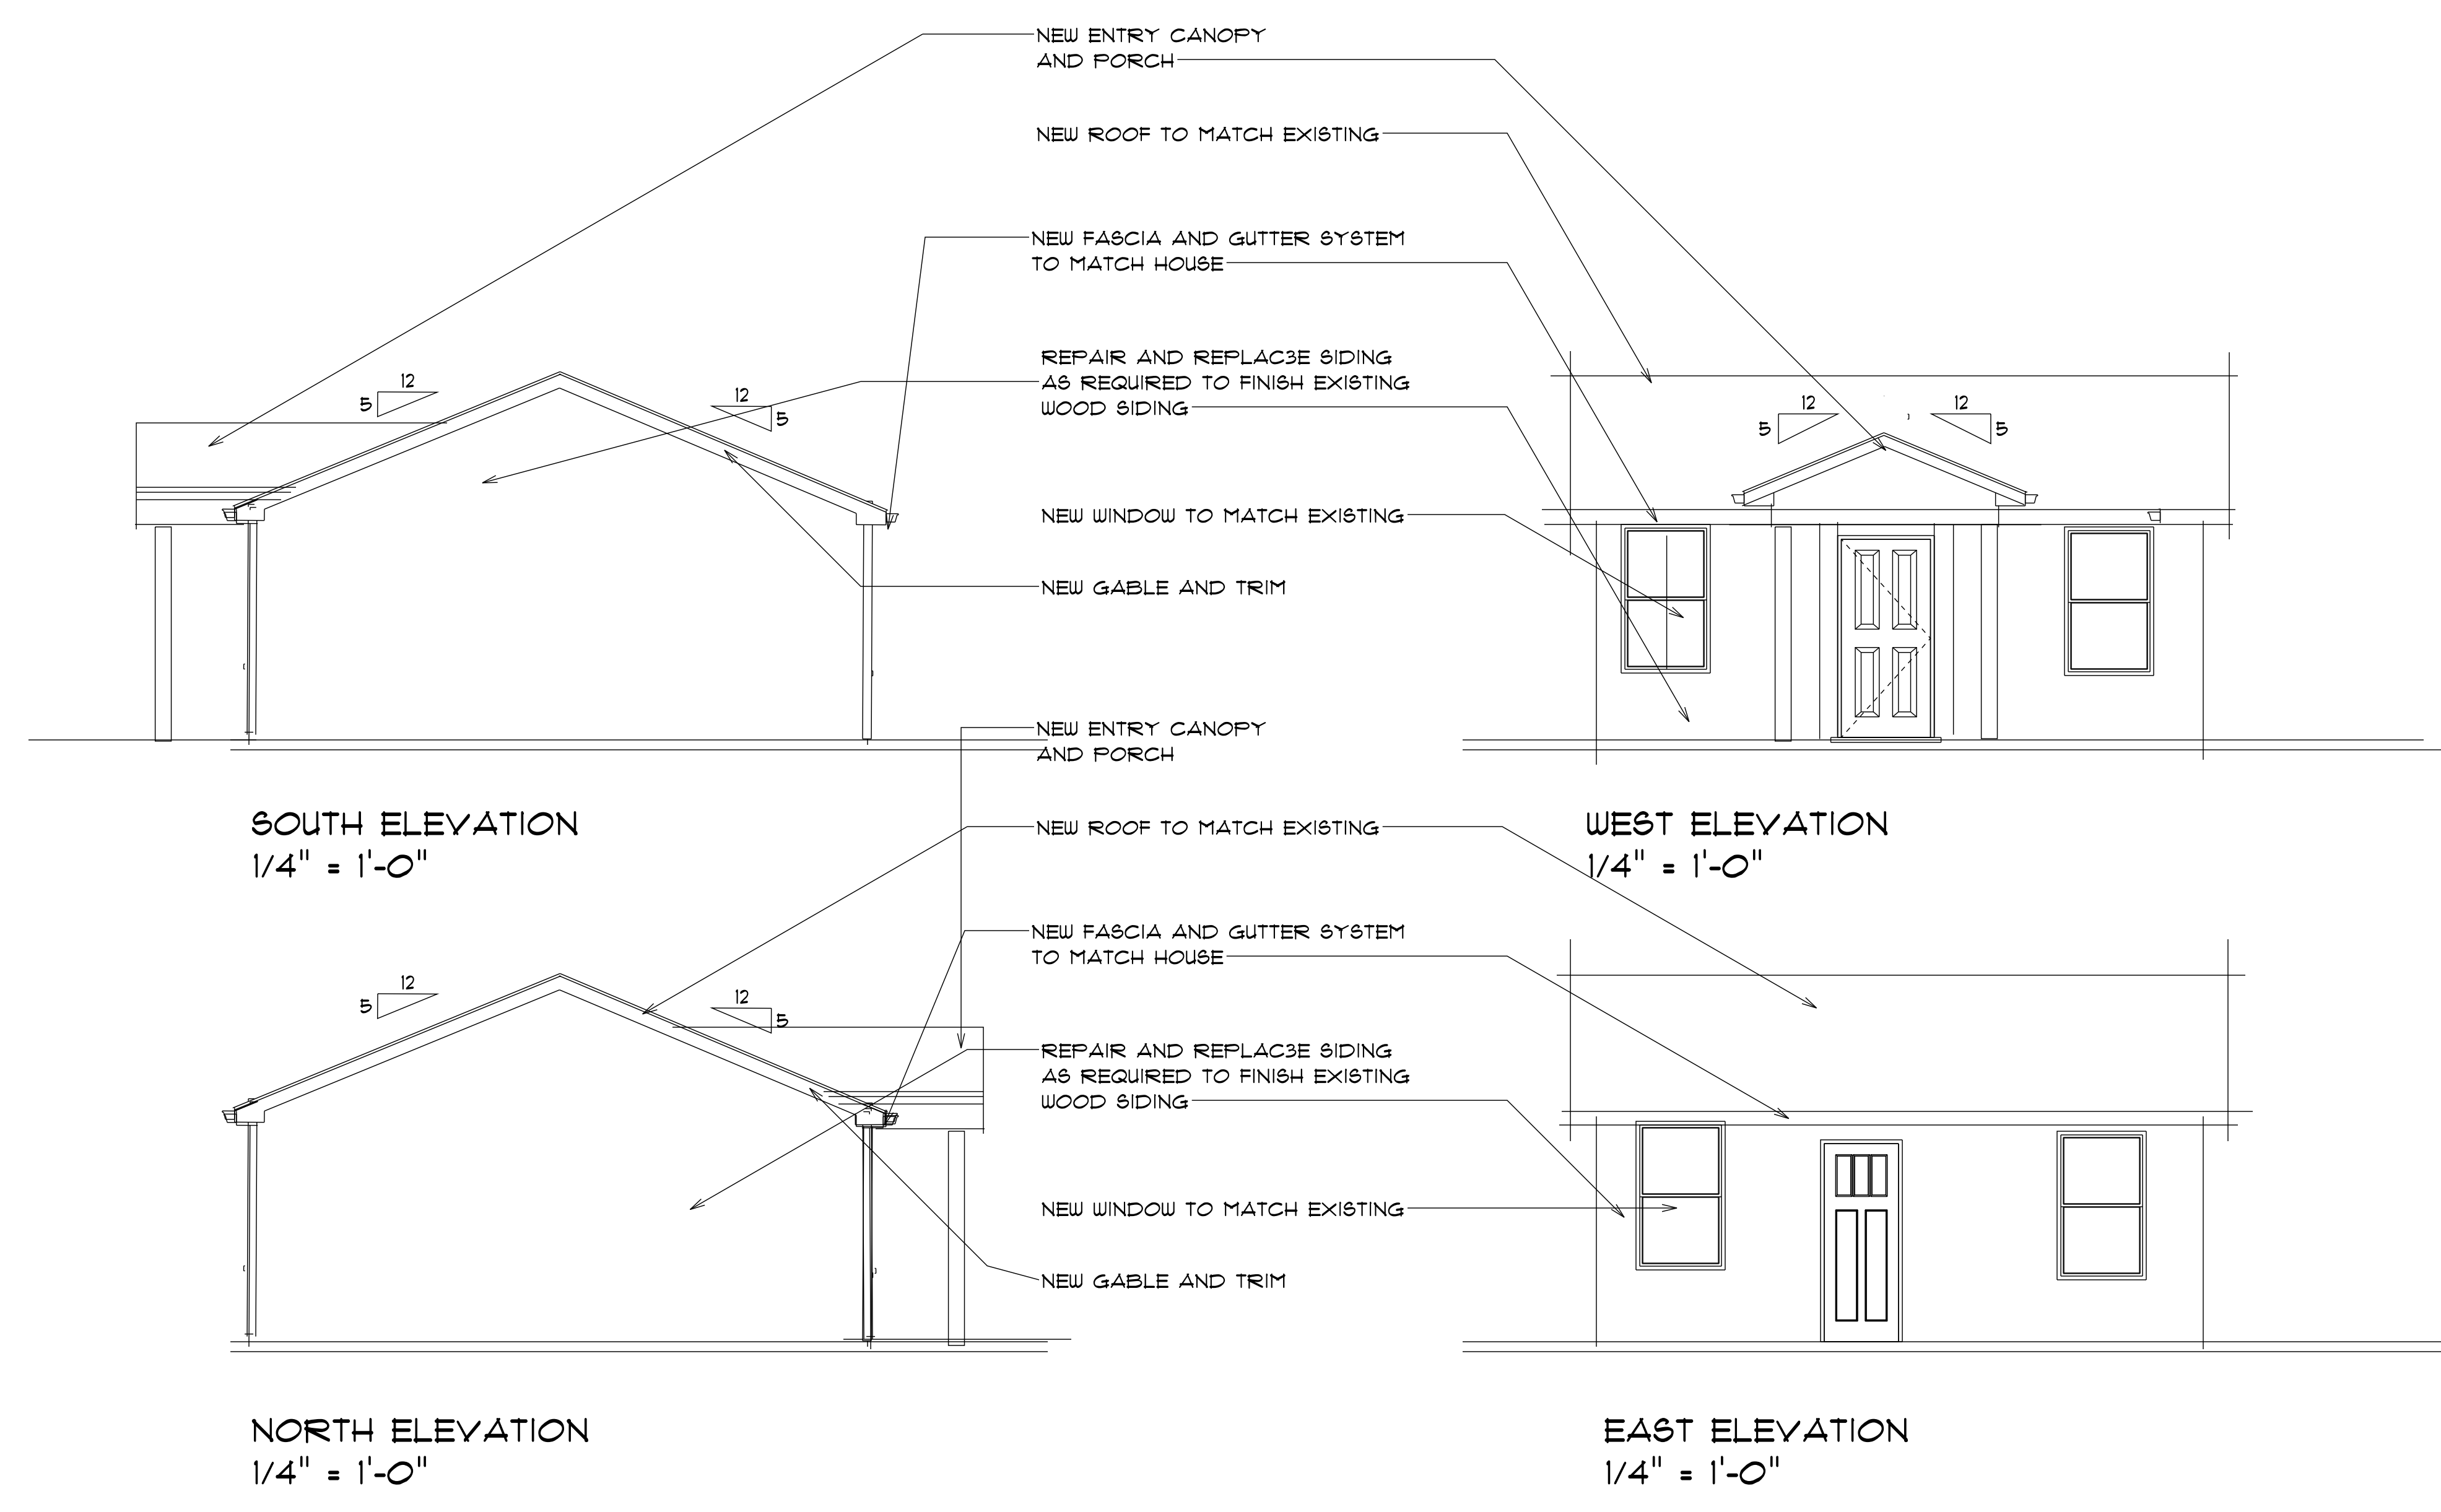 NEW ENTRY CANOPY
AND PORCH
NEW ROOF TO MATCH EXISTING
NEW FASCIA AND GUTTER SYSTEM
TO MATCH HOUSE
REPAIR AND REPLAC3E SIDING
AS REQUIRED TO FINISH EXISTING
WOOD SIDING
12
5
12
5
12
5
12
5
NEW WINDOW TO MATCH EXISTING
NEW GABLE AND TRIM
NEW ENTRY CANOPY
AND PORCH
SOUTH ELEVATION
1/4" = 1'-0"
WEST ELEVATION
1/4" = 1'-0"
NEW ROOF TO MATCH EXISTING
NEW FASCIA AND GUTTER SYSTEM
TO MATCH HOUSE
12
5
12
5
REPAIR AND REPLAC3E SIDING
AS REQUIRED TO FINISH EXISTING
WOOD SIDING
NEW WINDOW TO MATCH EXISTING
NEW GABLE AND TRIM
NORTH ELEVATION
1/4" = 1'-0"
EAST ELEVATION
1/4" = 1'-0"